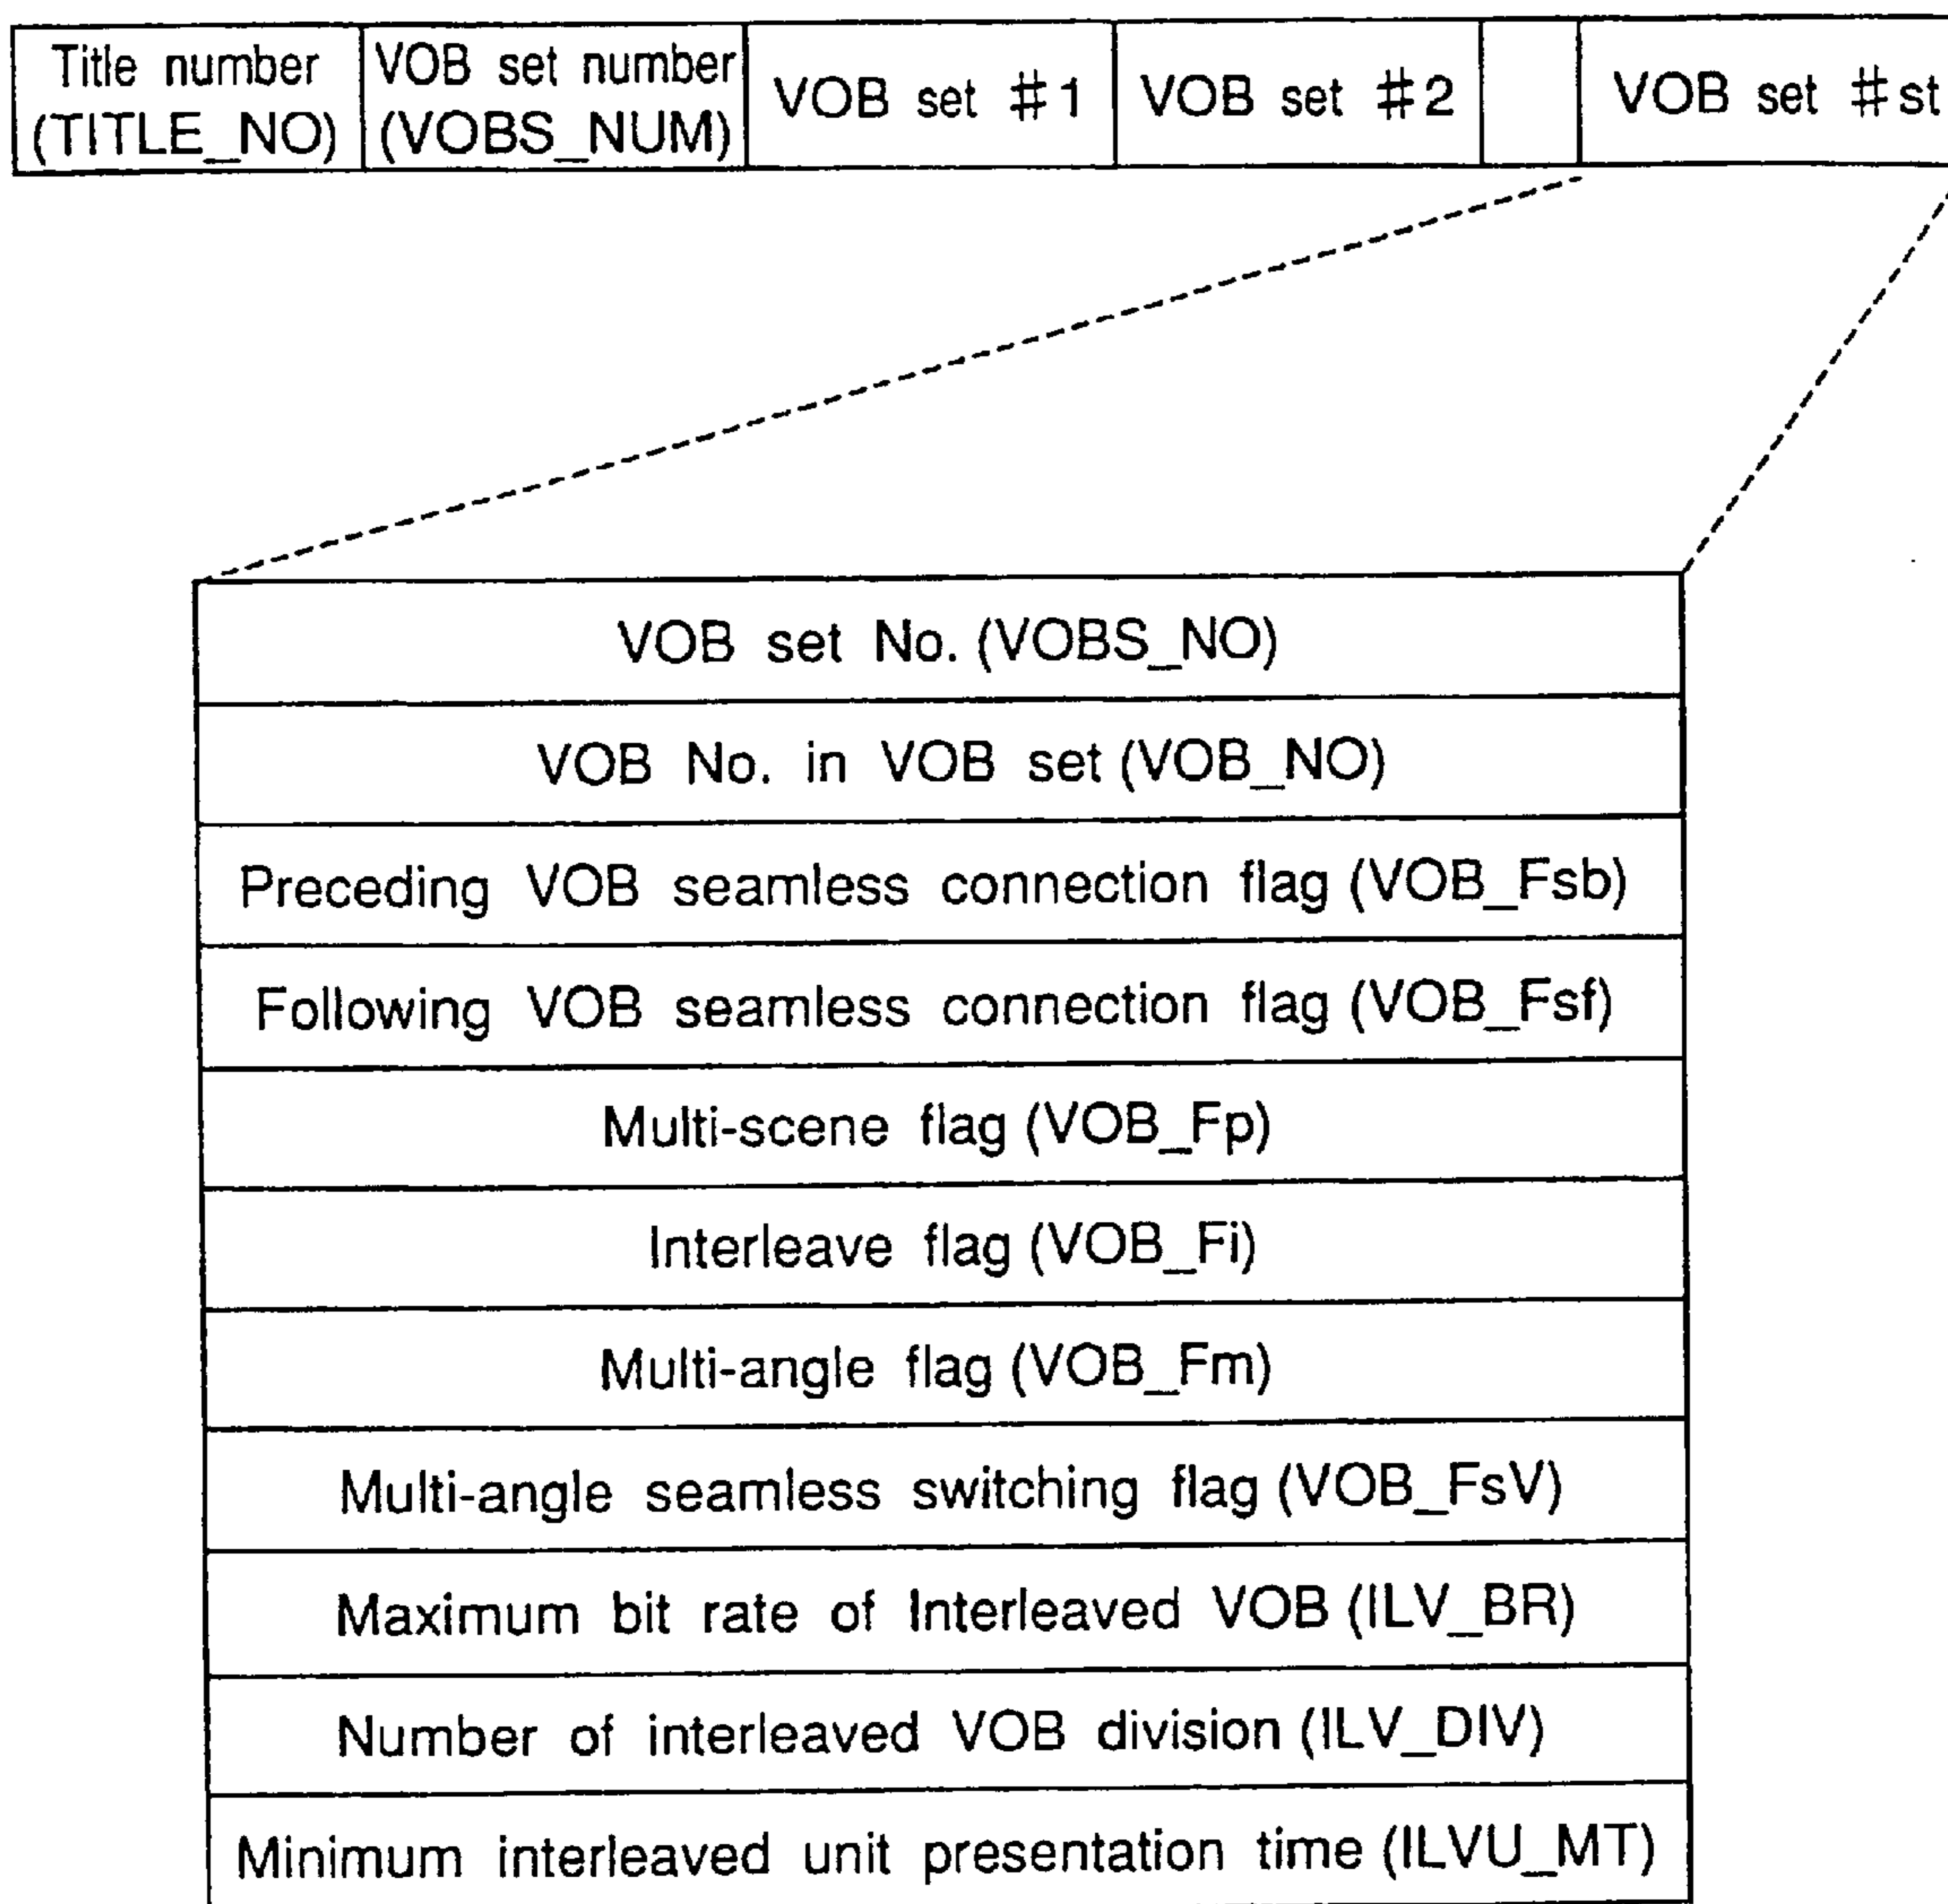 Title number
(TITLE_NO)
VOB set number
(VOBS_NUM)
VOB set #1
VOB set #2
VOB set #st
VOB set No. (VOBS_NO)
VOB No. in VOB set (VOB_NO)
Preceding VOB seamless connection flag (VOB_Fsb)
Following VOB seamless connection flag (VOB_Fsf)
Multi-scene flag (VOB_Fp)
Interleave flag (VOB_Fi)
Multi-angle flag (VOB_Fm)
Multi-angle seamless switching flag (VOB_FsV)
Maximum bit rate of Interleaved VOB (ILV_BR)
Number of interleaved VOB division (ILV_DIV)
Minimum interleaved unit presentation time (ILVU_MT)